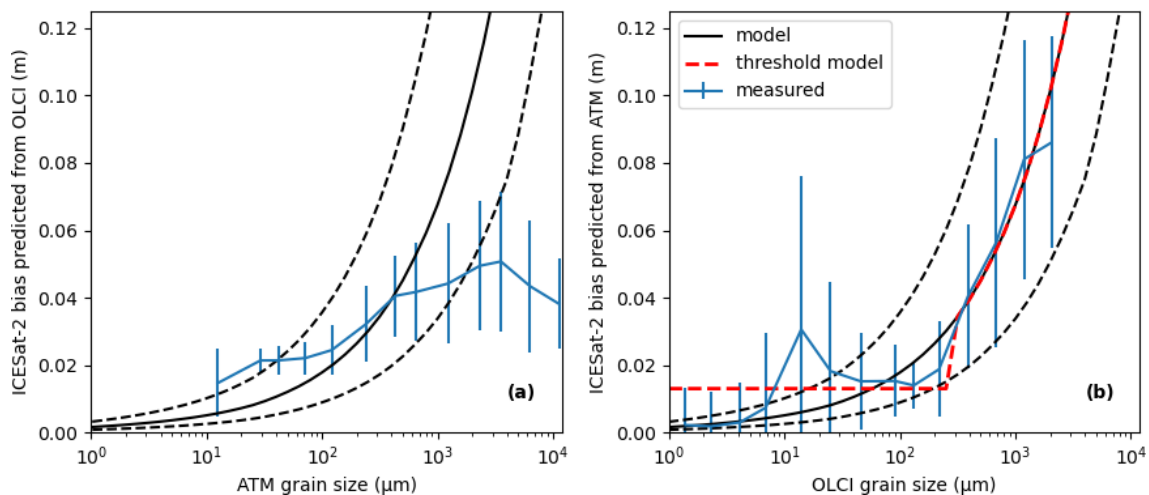 ICESat-2 bias predicted from OLCI (m)
0.12
0.10
0.08
0.06
0.04
0.02
0.00
10⁰ 10¹ 10² 10³ 10⁴
ATM grain size (µm)
(a)
ICESat-2 bias predicted from ATM (m)
0.12
0.10
0.08
0.06
0.04
0.02
0.00
model
threshold model
measured
10⁰ 10¹ 10² 10³ 10⁴
OLCI grain size (µm)
(b)